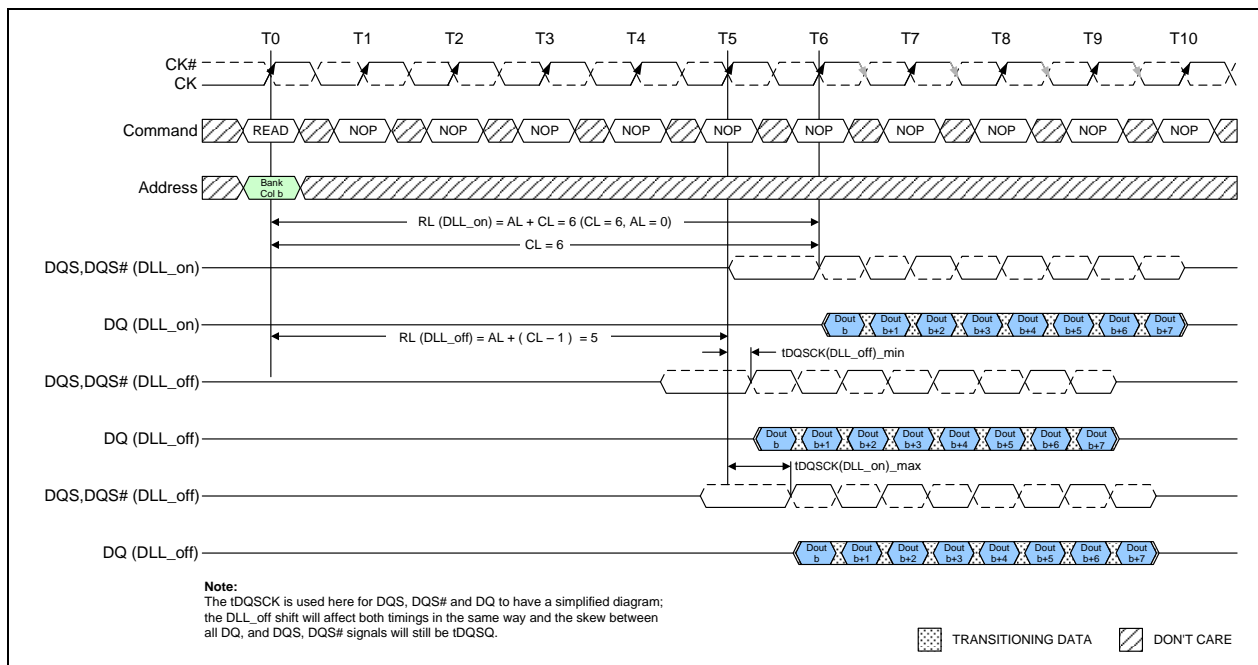 T0 T1 T2 T3 T4 T5 T6 T7 T8 T9 T10
CK#
CK
Command READ NOP NOP NOP NOP NOP NOP NOP NOP NOP NOP
Address Bank
Col b
RL (DLL_on) = AL + CL = 6 (CL = 6, AL = 0)
CL = 6
DQS,DQS# (DLL_on)
DQ (DLL_on) Dout b Dout b+1 Dout b+2 Dout b+3 Dout b+4 Dout b+5 Dout b+6 Dout b+7
RL (DLL_off) = AL + ( CL – 1 ) = 5
tDQSCK(DLL_off)_min
DQS,DQS# (DLL_off)
DQ (DLL_off) Dout b Dout b+1 Dout b+2 Dout b+3 Dout b+4 Dout b+5 Dout b+6 Dout b+7
tDQSCK(DLL_on)_max
DQS,DQS# (DLL_off)
DQ (DLL_off) Dout b Dout b+1 Dout b+2 Dout b+3 Dout b+4 Dout b+5 Dout b+6 Dout b+7
Note:
The tDQSCK is used here for DQS, DQS# and DQ to have a simplified diagram;
the DLL_off shift will affect both timings in the same way and the skew between
all DQ, and DQS, DQS# signals will still be tDQSQ.
TRANSITIONING DATA DON'T CARE